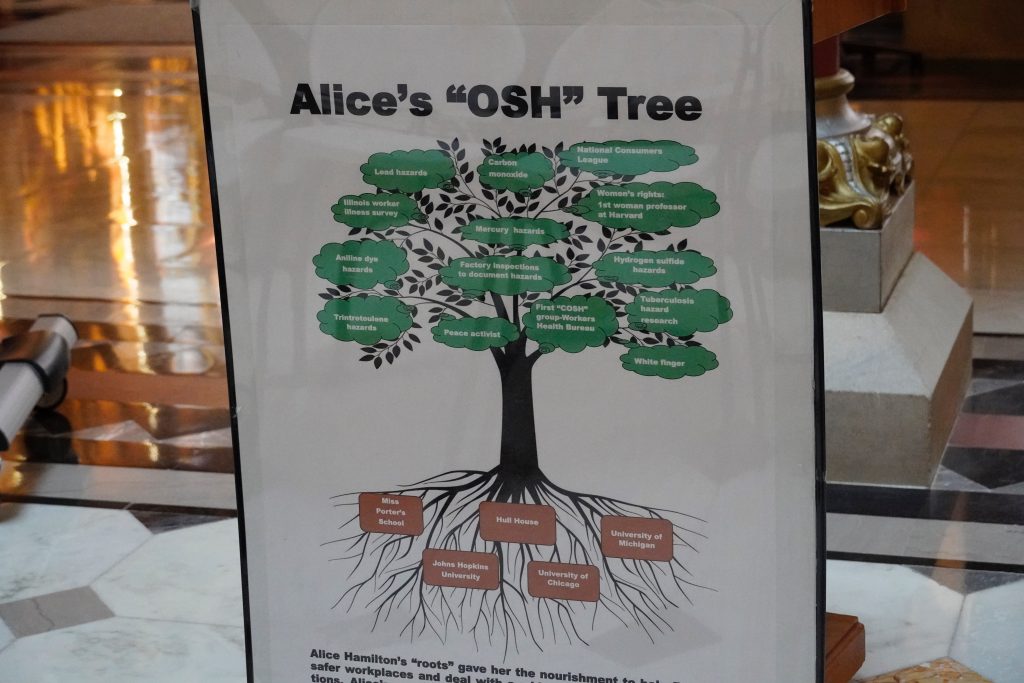 Alice's “OSH” Tree
Lead hazards
Carbon
monoxide
National Consumers
League
Illinois worker
illness survey
Women's rights:
1st woman professor
at Harvard
Mercury hazards
Aniline dye
hazards
Factory inspections
to document hazards
Hydrogen sulfide
hazards
Trintrotoulene
hazards
Peace activist
First “COSH”
group-Workers
Health Bureau
Tuberculosis
hazard
research
White finger
Miss
Porter's
School
Hull House
University of
Michigan
Johns Hopkins
University
University of
Chicago
Alice Hamilton's “roots” gave her the nourishment to
safer workplaces and deal with
tions. Alice's